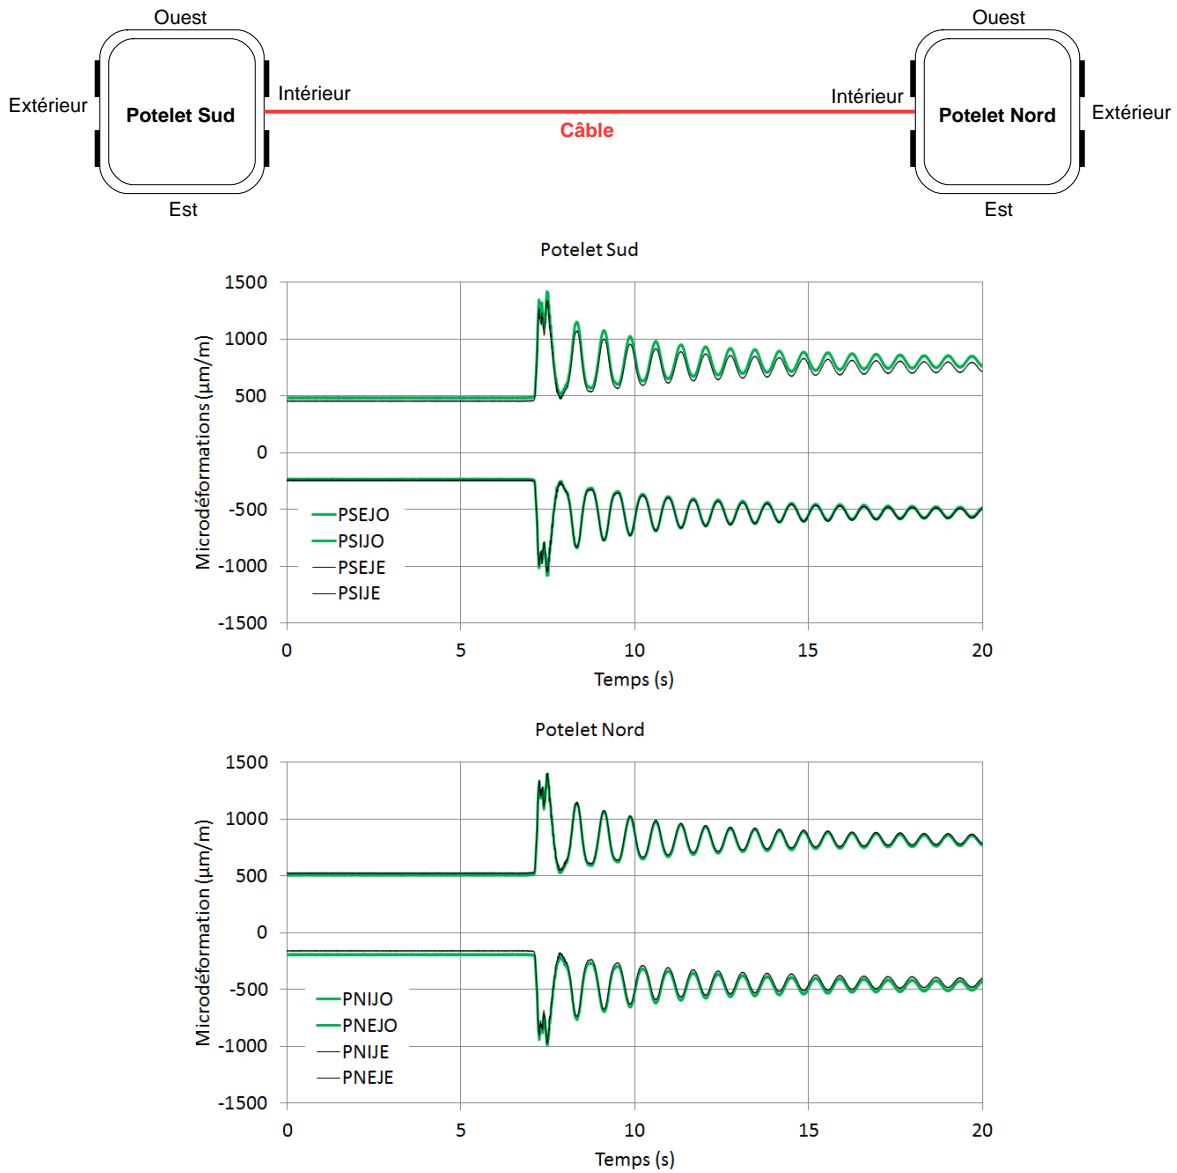 Ouest
Ouest
Extérieur
Potelet Sud
Intérieur
Câble
Intérieur
Potelet Nord
Extérieur
Est
Est
Potelet Sud
Microdéformations (µm/m)
1500
1000
500
0
-500
-1000
-1500
PSEJO
PSIJO
PSEJE
PSIJE
0
5
10
15
20
Temps (s)
Potelet Nord
Microdéformation (µm/m)
1500
1000
500
0
-500
-1000
-1500
PNIJO
PNEJO
PNIJE
PNEJE
0
5
10
15
20
Temps (s)